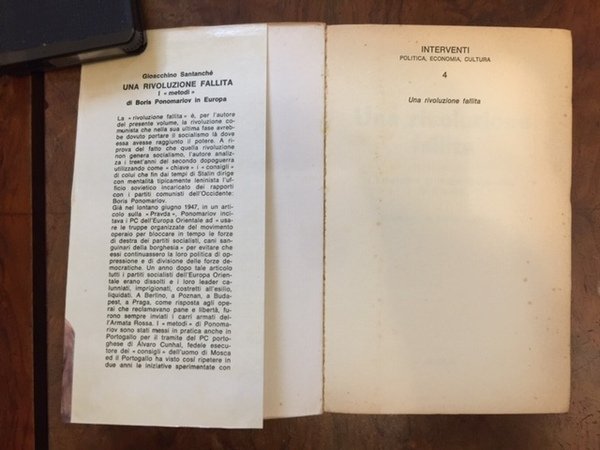 Gioacchino Santanché
UNA RIVOLUZIONE FALLITA
I « metodi »
di Boris Ponomariov in Europa
La « rivoluzione fallita » è, per l'autore
del presente volume, la rivoluzione co-
munista che nella sua ultima fase avreb-
be dovuto portare il socialismo là dove
essa avesse raggiunto il potere. A ri-
prova del fatto che quella rivoluzione
non genera socialismo, l'autore analiz-
za i trent'anni del secondo dopoguerra
utilizzando come « chiave » i « consigli »
di colui che fin dai tempi di Stalin dirige
con mentalità tipicamente leninista l'uf-
ficio sovietico incaricato dei rapporti
con i partiti comunisti dell'Occidente:
Boris Ponomariov.
Già nel lontano giugno 1947, in un ar-
ticolo sulla « Pravda », Ponomariov inci-
tava i PC dell'Europa Orientale ad « usa-
re le truppe organizzate del movimento
operaio per bloccare in tempo le forze
di destra dei partiti socialisti, cani san-
guinari della borghesia » per evitare che
essi continuassero la loro politica di op-
pressione e di divisione delle forze de-
mocratiche. Un anno dopo tale articolo
tutti i partiti socialisti dell'Europa Orien-
tale erano dissolti e i loro leader ca-
lunniati, imprigionati, costretti all'esilio,
liquidati. A Berlino, a Poznan, a Buda-
pest, a Praga, come risposta agli ope-
rai che reclamavano pane e libertà, fu-
rono sempre inviati i carri armati del-
l'Armata Rossa. I « metodi » di Ponoma-
riov sono stati messi in pratica anche in
Portogallo per il tramite del PC porto-
ghese di Álvaro Cunhal, fedele esecu-
tore dei « consigli » dell'uomo di Mosca
ed il Portogallo ha visto così ripetere in
due anni le iniziative sperimentate con
INTERVENTI
POLITICA, ECONOMIA, CULTURA
4
Una rivoluzione fallita